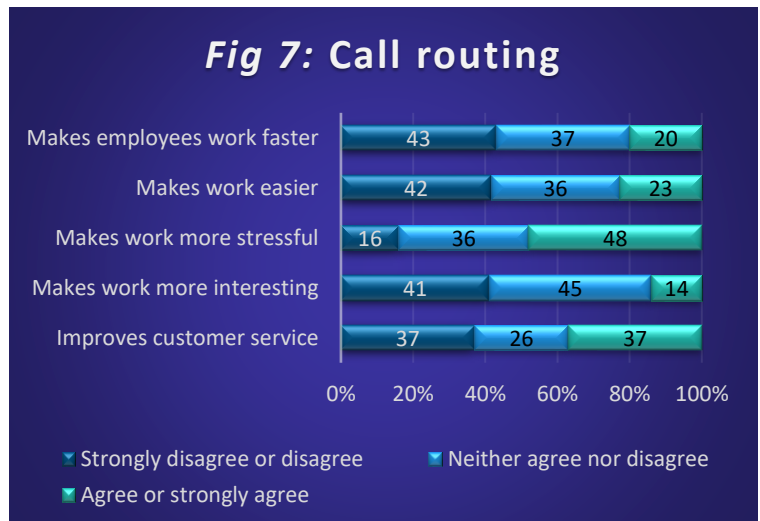 Fig 7: Call routing
Makes employees work faster 43 37 20
Makes work easier 42 36 23
Makes work more stressful 16 36 48
Makes work more interesting 41 45 14
Improves customer service 37 26 37
0% 20% 40% 60% 80% 100%
Strongly disagree or disagree Neither agree nor disagree
Agree or strongly agree